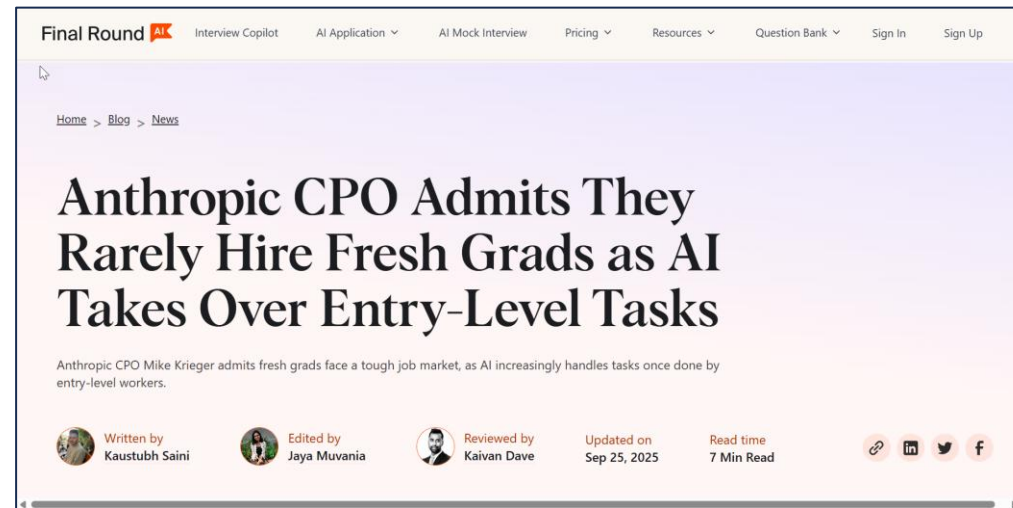 Final Round AI Interview Copilot AI Application AI Mock Interview Pricing Resources Question Bank Sign In Sign Up
Home > Blog > News
Anthropic CPO Admits They
Rarely Hire Fresh Grads as AI
Takes Over Entry-Level Tasks
Anthropic CPO Mike Krieger admits fresh grads face a tough job market, as AI increasingly handles tasks once done by
entry-level workers.
Written by Edited by Reviewed by Updated on Read time
Kaustubh Saini Jaya Muvania Kaivan Dave Sep 25, 2025 7 Min Read